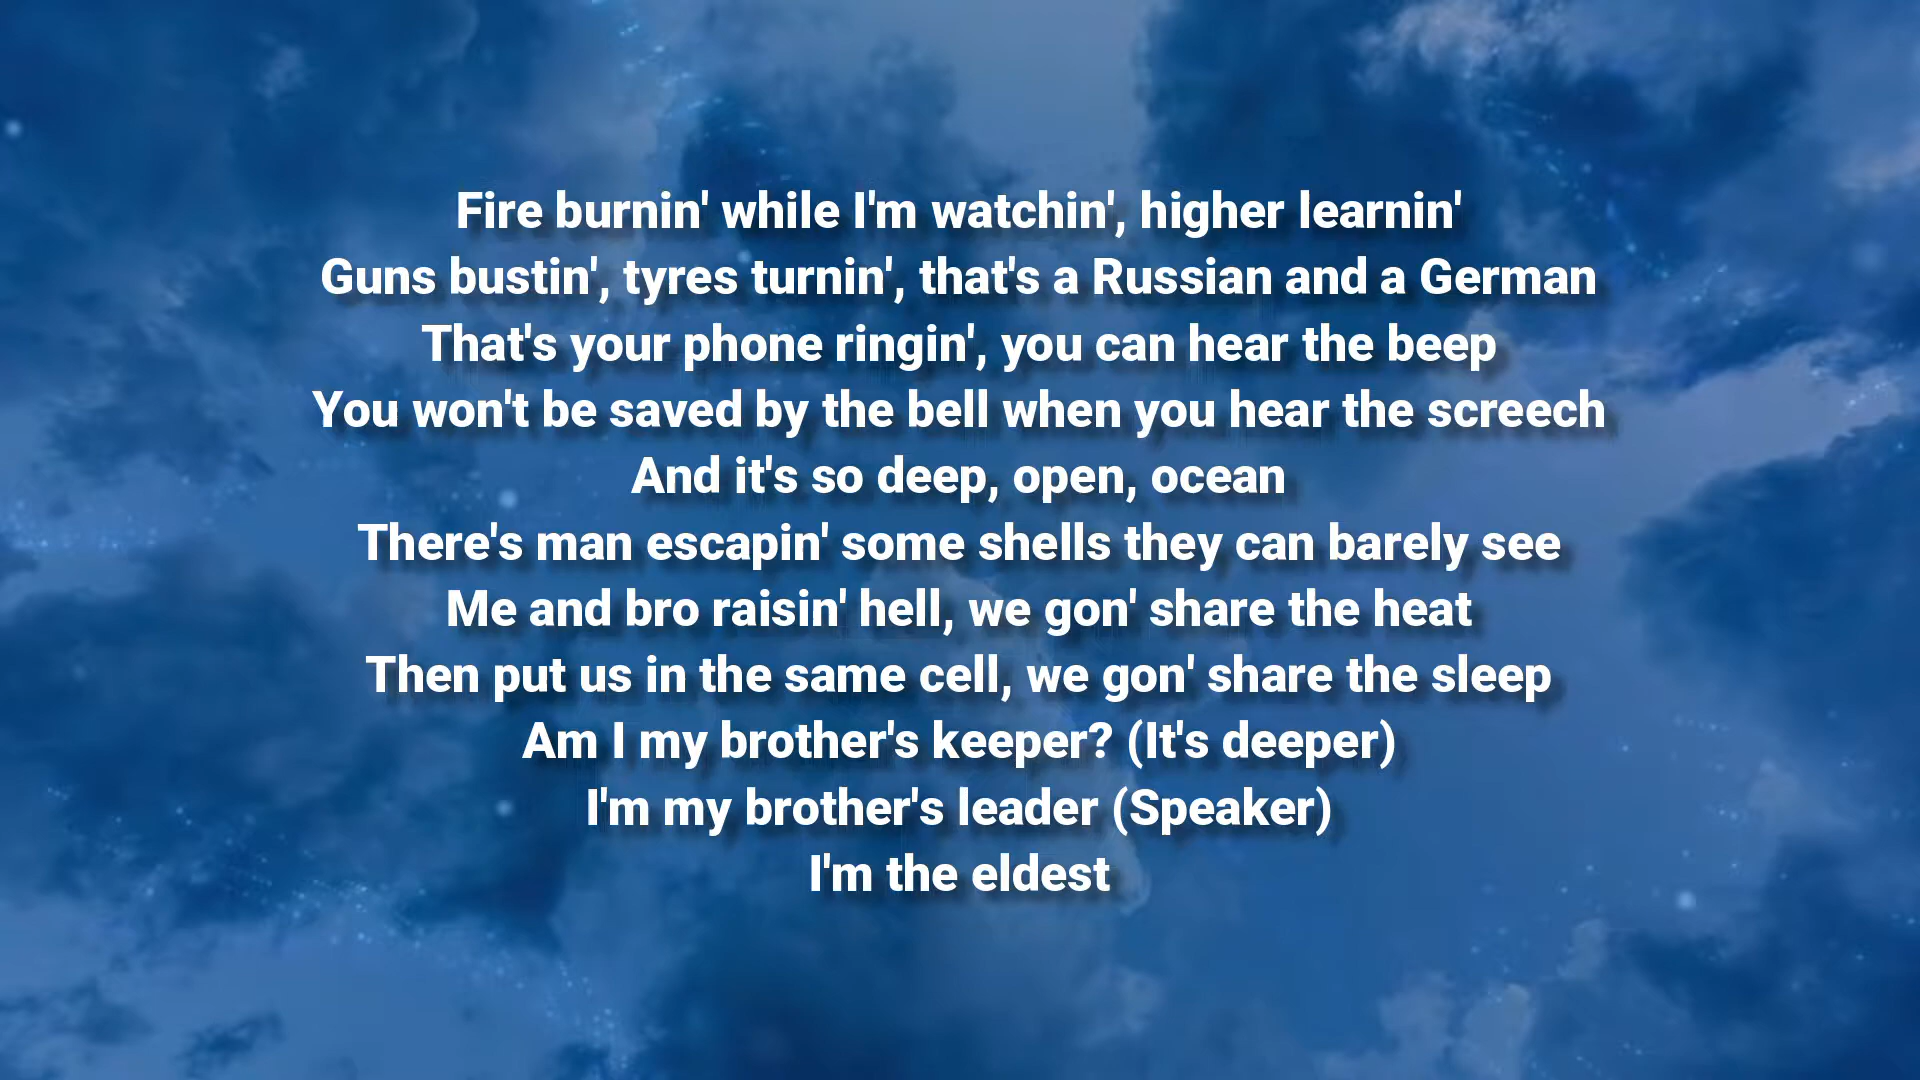 Fire burnin' while I'm watchin', higher learnin'
Guns bustin', tyres turnin', that's a Russian and a German
That's your phone ringin', you can hear the beep
You won't be saved by the bell when you hear the screech
And it's so deep, open, ocean
There's man escapin' some shells they can barely see
Me and bro raisin' hell, we gon' share the heat
Then put us in the same cell, we gon' share the sleep
Am I my brother's keeper? (It's deeper)
I'm my brother's leader (Speaker)
I'm the eldest